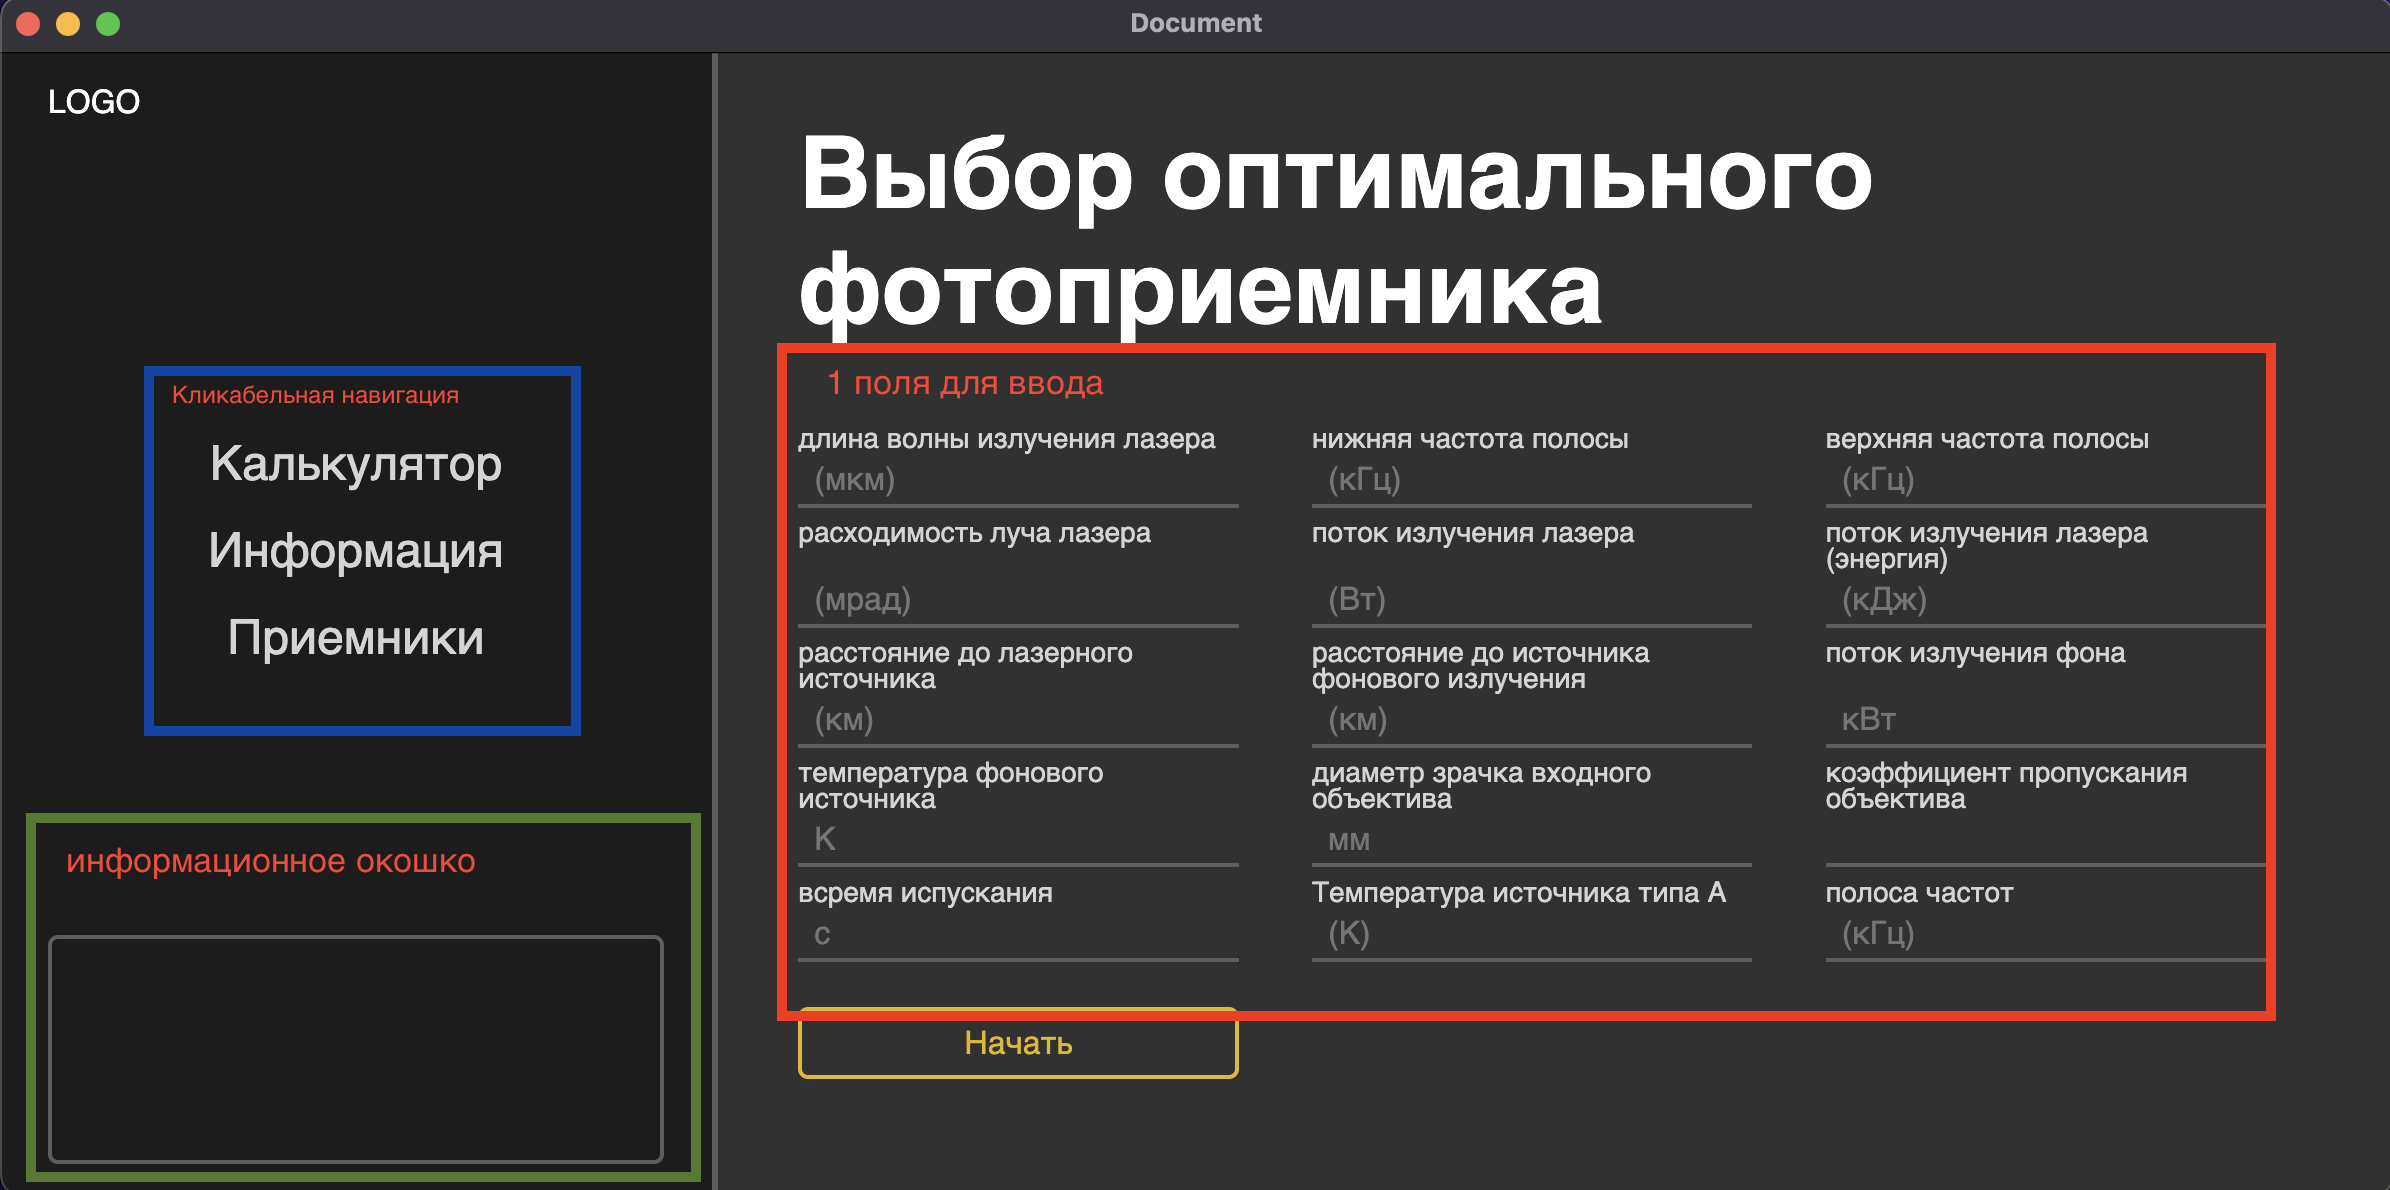 Document
LOGO
Кликабельная навигация
Калькулятор
Информация
Приемники
информационное окошко
Выбор оптимального
фотоприемника
1 поля для ввода
длина волны излучения лазера
(мкм)
нижняя частота полосы
(кГц)
верхняя частота полосы
(кГц)
расходимость луча лазера
(мрад)
поток излучения лазера
(Вт)
поток излучения лазера
(энергия)
(кДж)
расстояние до лазерного
источника
(км)
расстояние до источника
фонового излучения
(км)
поток излучения фона
кВт
температура фонового
источника
К
диаметр зрачка входного
объектива
мм
коэффициент пропускания
объектива
всремя испускания
с
Температура источника типа А
(К)
полоса частот
(кГц)
Начать